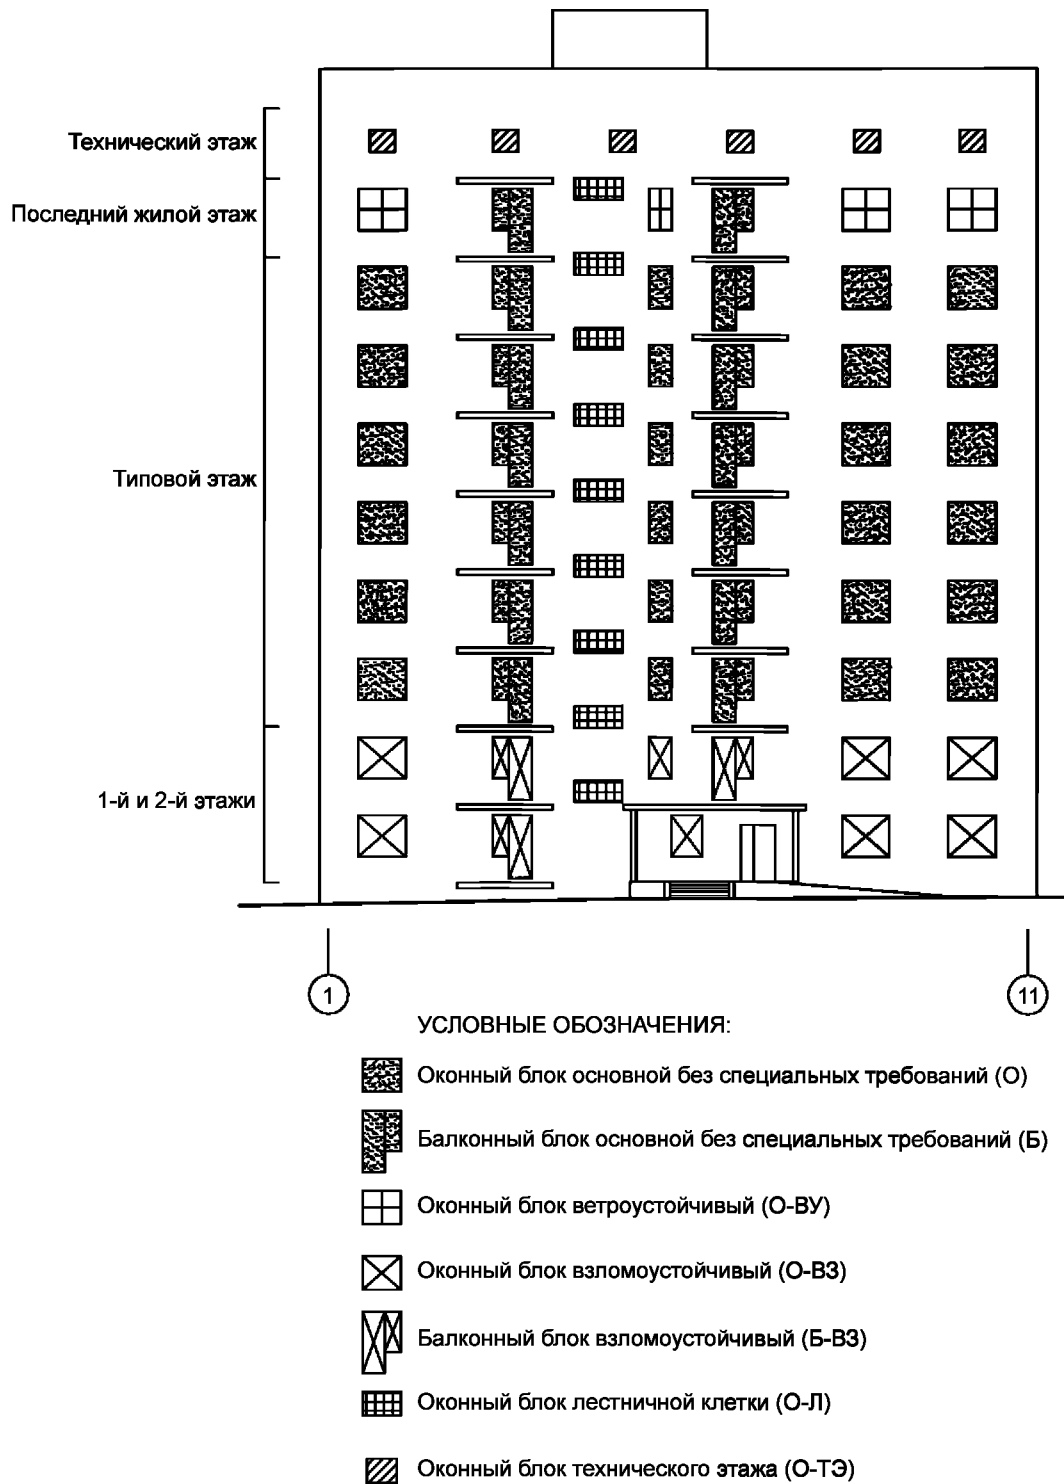 Технический этаж
Последний жилой этаж
Типовой этаж
1-й и 2-й этажи
1
11
УСЛОВНЫЕ ОБОЗНАЧЕНИЯ:
Оконный блок основной без специальных требований (О)
Балконный блок основной без специальных требований (Б)
Оконный блок ветроустойчивый (О-ВУ)
Оконный блок взломоустойчивый (О-ВЗ)
Балконный блок взломоустойчивый (Б-ВЗ)
Оконный блок лестничной клетки (О-Л)
Оконный блок технического этажа (О-ТЭ)